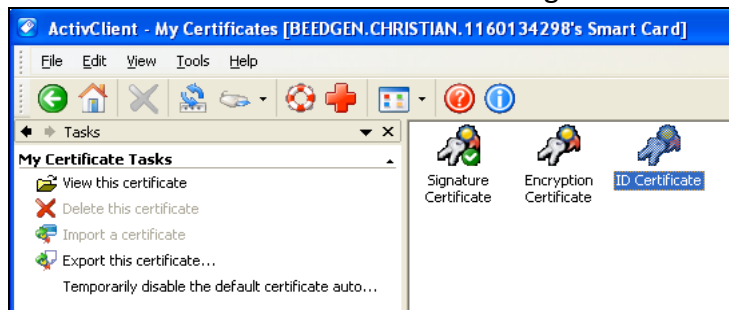 ActivClient - My Certificates [BEEDGEN.CHRISTIAN.1160134298's Smart Card]
File Edit View Tools Help
Tasks
My Certificate Tasks
View this certificate
Delete this certificate
Import a certificate
Export this certificate...
Temporarily disable the default certificate auto...
Signature Certificate
Encryption Certificate
ID Certificate